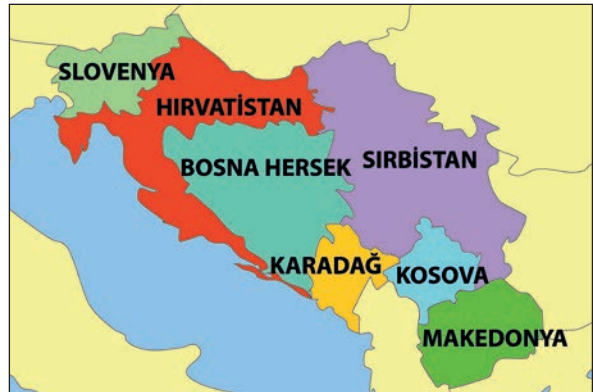 SLOVENYA
HIRVATİSTAN
BOSNA HERSEK
SIRBİSTAN
KARADAĞ
KOSOVA
MAKEDONYA